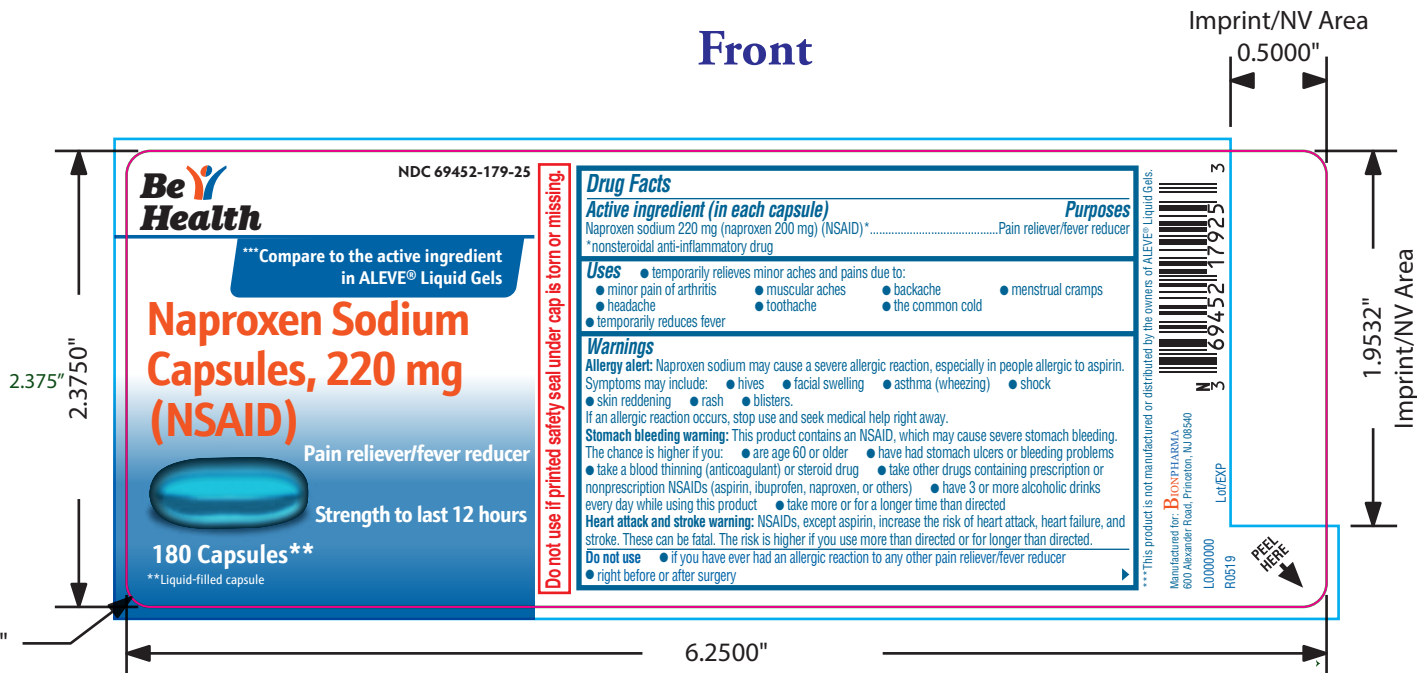 Front
Imprint/NV Area
0.5000"
2.375"
2.3750"
"
Be
Health
NDC 69452-179-25
***Compare to the active ingredient
in ALEVE® Liquid Gels
Naproxen Sodium
Capsules, 220 mg
(NSAID)
Pain reliever/fever reducer
Strength to last 12 hours
180 Capsules**
**Liquid-filled capsule
Do not use if printed safety seal under cap is torn or missing.
Drug Facts
Active ingredient (in each capsule) Purposes
Naproxen sodium 220 mg (naproxen 200 mg) (NSAID)*.........................................Pain reliever/fever reducer
*nonsteroidal anti-inflammatory drug
Uses ● temporarily relieves minor aches and pains due to:
● minor pain of arthritis ● muscular aches ● backache ● menstrual cramps
● headache ● toothache ● the common cold
● temporarily reduces fever
Warnings
Allergy alert: Naproxen sodium may cause a severe allergic reaction, especially in people allergic to aspirin.
Symptoms may include: ● hives ● facial swelling ● asthma (wheezing) ● shock
● skin reddening ● rash ● blisters.
If an allergic reaction occurs, stop use and seek medical help right away.
Stomach bleeding warning: This product contains an NSAID, which may cause severe stomach bleeding.
The chance is higher if you: ● are age 60 or older ● have had stomach ulcers or bleeding problems
● take a blood thinning (anticoagulant) or steroid drug ● take other drugs containing prescription or
nonprescription NSAIDs (aspirin, ibuprofen, naproxen, or others) ● have 3 or more alcoholic drinks
every day while using this product ● take more or for a longer time than directed
Heart attack and stroke warning: NSAIDs, except aspirin, increase the risk of heart attack, heart failure, and
stroke. These can be fatal. The risk is higher if you use more than directed or for longer than directed.
Do not use ● if you have ever had an allergic reaction to any other pain reliever/fever reducer
● right before or after surgery
***This product is not manufactured or distributed by the owners of ALEVE® Liquid Gels.
Manufactured for: BIONPHARMA
600 Alexander Road, Princeton, NJ 08540
L0000000 Lot/EXP
R0519
N
3 69452 17925 3
PEEL
HERE
1.9532"
Imprint/NV Area
6.2500"